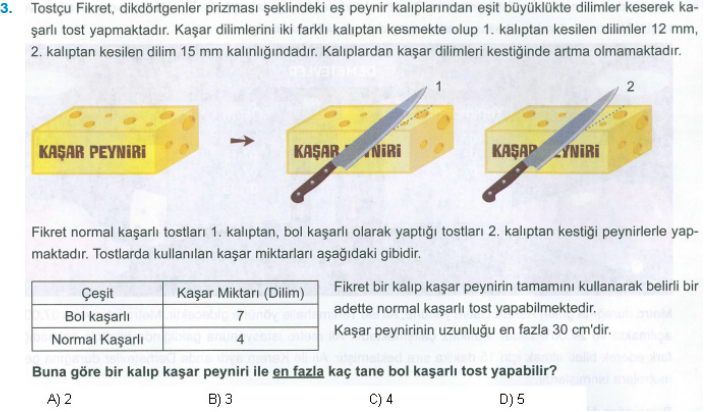 3. Tostçu Fikret, dikdörtgenler prizması şeklindeki eş peynir kalıplarından eşit büyüklükte dilimler keserek ka-
şarlı tost yapmaktadır. Kaşar dilimlerini iki farklı kalıptan kesmekte olup 1. kalıptan kesilen dilimler 12 mm,
2. kalıptan kesilen dilim 15 mm kalınlığındadır. Kalıplardan kaşar dilimleri kestiğinde artma olmamaktadır.
1
2
KAŞAR PEYNİRİ
KAŞAR NİRİ
KAŞAR YNİRİ
Fikret normal kaşarlı tostları 1. kalıptan, bol kaşarlı olarak yaptığı tostları 2. kalıptan kestiği peynirlerle yap-
maktadır. Tostlarda kullanılan kaşar miktarları aşağıdaki gibidir.
Çeşit Kaşar Miktarı (Dilim)
Bol kaşarlı 7
Normal Kaşarlı 4
Fikret bir kalıp kaşar peynirin tamamını kullanarak belirli bir
adette normal kaşarlı tost yapabilmektedir.
Kaşar peynirinin uzunluğu en fazla 30 cm'dir.
Buna göre bir kalıp kaşar peyniri ile en fazla kaç tane bol kaşarlı tost yapabilir?
A) 2 B) 3 C) 4 D) 5